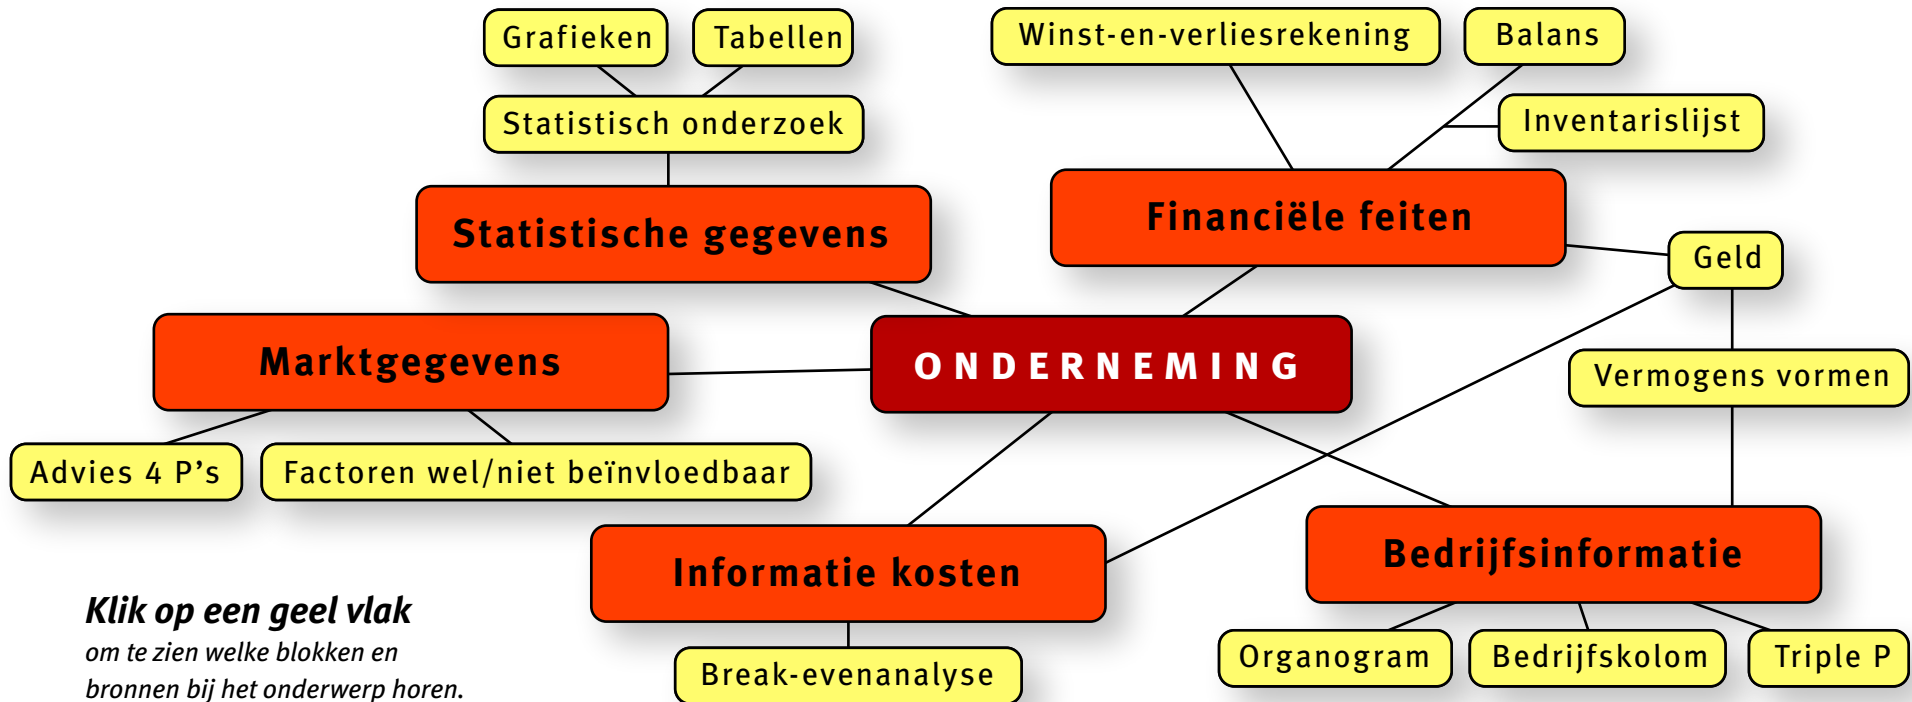 Grafieken
Tabellen
Winst-en-verliesrekening
Balans
Statistisch onderzoek
Inventarislijst
Statistische gegevens
Financiële feiten
Geld
Marktgegevens
ONDERNEMING
Vermogens vormen
Advies 4 P’s
Factoren wel/niet beïnvloedbaar
Informatie kosten
Bedrijfsinformatie
Klik op een geel vlak
om te zien welke blokken en
bronnen bij het onderwerp horen.
Break-evenanalyse
Organogram
Bedrijfskolom
Triple P